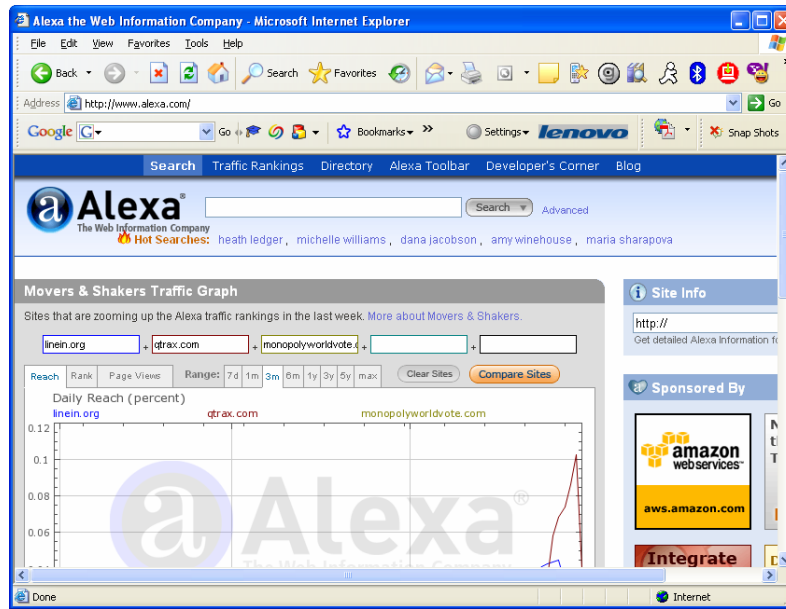 Alexa the Web Information Company - Microsoft Internet Explorer
File Edit View Favorites Tools Help
Back Search Favorites
Address http://www.alexa.com/ Go
Google G Go Bookmarks Settings lenovo Snap Shots
Search Traffic Rankings Directory Alexa Toolbar Developer's Corner Blog
a Alexa® Search Advanced
The Web Information Company
Hot Searches: heath ledger, michelle williams, dana jacobson, amy winehouse, maria sharapova
Movers & Shakers Traffic Graph
Sites that are zooming up the Alexa traffic rankings in the last week. More about Movers & Shakers.
linein.org + qtrax.com + monopolyworldvote. + +
Reach Rank Page Views Range: 7d 1m 3m 6m 1y 3y 5y max Clear Sites Compare Sites
Daily Reach (percent)
linein.org qtrax.com monopolyworldvote.com
0.12
0.1
0.08
0.06
a Alexa®
The Web Information Company
Site Info
http://
Get detailed Alexa Information fo
Sponsored By
amazon
webservices™
aws.amazon.com
N
t
T
Integrate
D
Done Internet